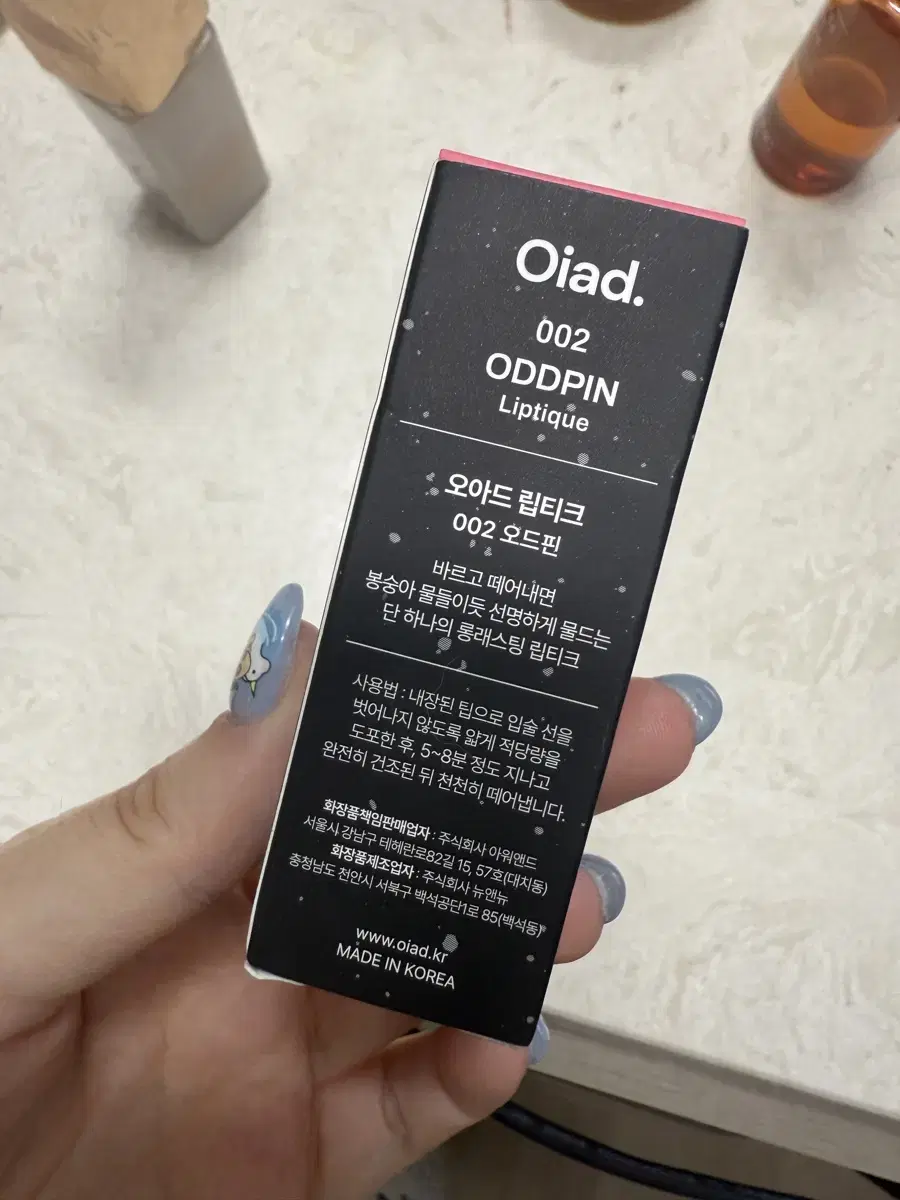 Oiad.
002
ODDPIN
Liptique
오아드 립티크
002 오드핀
바르고 떼어내면
봉숭아 물들이듯 선명하게 물드는
단 하나의 롱래스팅 립티크
사용법 : 내장된 팁으로 입술 선을
벗어나지 않도록 얇게 적당량을
도포한 후, 5~8분 정도 지나고
완전히 건조된 뒤 천천히 떼어냅니다.
화장품책임판매업자 : 주식회사 아워앤드
서울시 강남구 테헤란로82길 15, 57호(대치동)
화장품제조업자 : 주식회사 뉴앤뉴
충청남도 천안시 서북구 백석공단1로 85(백석동)
www.oiad.kr
MADE IN KOREA